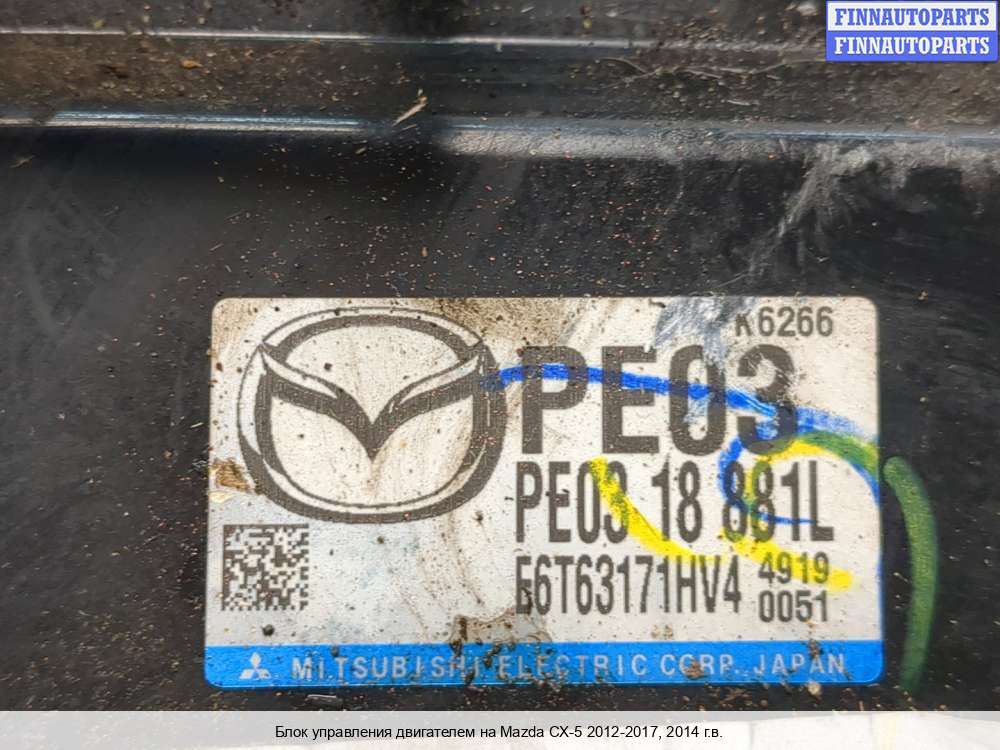 FINNAUTOPARTS
FINNAUTOPARTS
K6266
PE03
PE03 18 881L
E6T63171HV4 4919
0051
MITSUBISHI ELECTRIC CORP. JAPAN
Блок управления двигателем на Mazda CX-5 2012-2017, 2014 г.в.